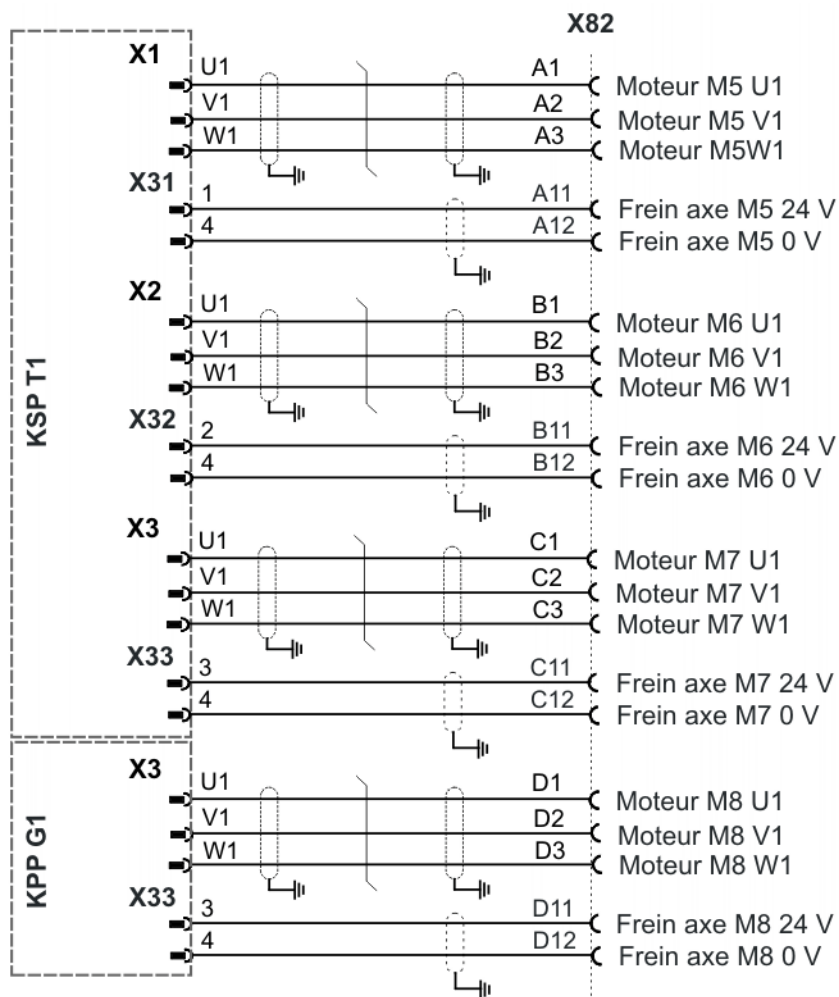 X82
X1
U1 A1 Moteur M5 U1
V1 A2 Moteur M5 V1
W1 A3 Moteur M5W1
X31
1 A11 Frein axe M5 24 V
4 A12 Frein axe M5 0 V
X2
U1 B1 Moteur M6 U1
V1 B2 Moteur M6 V1
W1 B3 Moteur M6 W1
KSP T1
X32
2 B11 Frein axe M6 24 V
4 B12 Frein axe M6 0 V
X3
U1 C1 Moteur M7 U1
V1 C2 Moteur M7 V1
W1 C3 Moteur M7 W1
X33
3 C11 Frein axe M7 24 V
4 C12 Frein axe M7 0 V
X3
U1 D1 Moteur M8 U1
V1 D2 Moteur M8 V1
W1 D3 Moteur M8 W1
KPP G1
X33
3 D11 Frein axe M8 24 V
4 D12 Frein axe M8 0 V